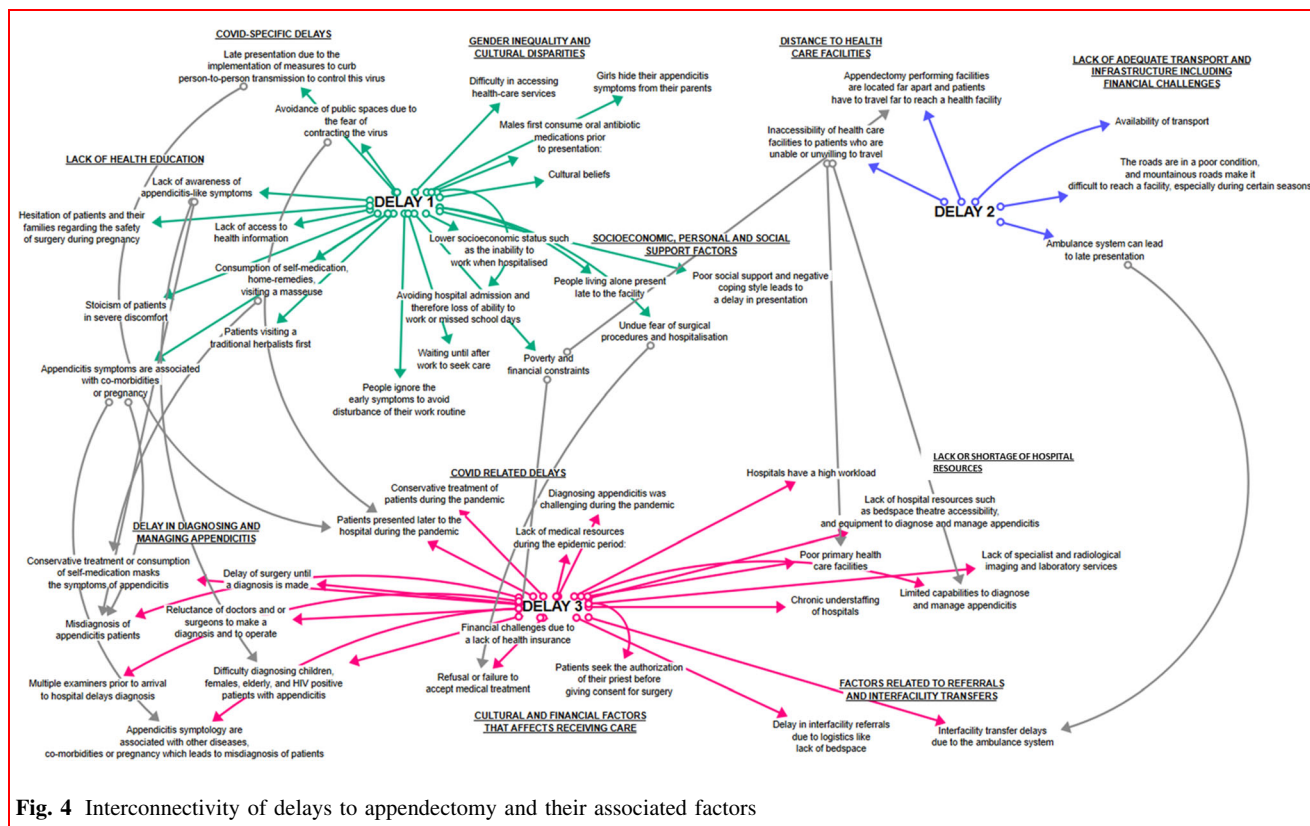 COVID-SPECIFIC DELAYS
Late presentation due to the
implementation of measures to curb
person-to-person transmission to control this virus
Avoidance of public spaces due to
the fear of
contracting the virus
GENDER INEQUALITY AND
CULTURAL DISPARITIES
Difficulty in accessing
health-care services
Girls hide their appendicitis
symptoms from their parents
Males first consume oral antibiotic
medications prior
to presentation:
Cultural beliefs
DISTANCE TO HEALTH
CARE FACILITIES
Appendectomy performing facilities
are located far apart and patients
have to travel far to reach a health facility
Inaccessibility of health care
facilities to patients who are
unable or unwilling to travel
LACK OF ADEQUATE TRANSPORT AND
INFRASTRUCTURE INCLUDING
FINANCIAL CHALLENGES
Availability of transport
The roads are in a poor condition,
and mountainous roads make it
difficult to reach a facility, especially during certain seasons
Ambulance system can lead
to late presentation
DELAY 2
LACK OF HEALTH EDUCATION
Lack of awareness of
appendicitis-like symptoms
Hesitation of patients and their
families regarding the safety
of surgery during pregnancy
Lack of access to
health information
DELAY 1
Consumption of self-medication,
home-remedies,
visiting a masseuse
Stoicism of patients
in severe discomfort
Patients visiting a
traditional herbalists first
Appendicitis symptoms are associated
with co-morbidities
or pregnancy
Lower socioeconomic status such
as the inability to
work when hospitalised
SOCIOECONOMIC, PERSONAL AND SOCIAL
SUPPORT FACTORS
People living alone present
late to the facility
Poor social support and negative
coping style leads to
a delay in presentation
Avoiding hospital admission and
therefore loss of ability to
work or missed school days
Undue fear of surgical
procedures and hospitalisation
Waiting until after
work to seek care
Poverty and
financial constraints
People ignore the
early symptoms to avoid
disturbance of their work routine
COVID RELATED DELAYS
Conservative treatment of
patients during the pandemic
Diagnosing appendicitis was
challenging during the pandemic
Patients presented later to the
hospital during the pandemic
Lack of medical resources
during the epidemic period:
LACK OR SHORTAGE OF HOSPITAL
RESOURCES
Hospitals have a high workload
Lack of hospital resources such
as bedspace theatre accessibility,
and equipment to diagnose and manage appendicitis
Poor primary health
care facilities
Lack of specialist and radiological
imaging and laboratory services
Limited capabilities to diagnose
and manage appendicitis
Chronic understaffing
of hospitals
DELAY IN DIAGNOSING AND
MANAGING APPENDICITIS
Conservative treatment or consumption
of self-medication masks
the symptoms of appendicitis
Delay of surgery until
a diagnosis is made
Misdiagnosis of
appendicitis patients
Reluctance of doctors and or
surgeons to make a
diagnosis and to operate
Multiple examiners prior to arrival
to hospital delays diagnosis
Difficulty diagnosing children,
females, elderly, and HIV positive
patients with appendicitis
Appendicitis symptology are
associated with other diseases,
co-morbidities or pregnancy which leads to misdiagnosis of patients
DELAY 3
Financial challenges due to
a lack of health insurance
Refusal or failure to
accept medical treatment
Patients seek the authorization
of their priest before
giving consent for surgery
CULTURAL AND FINANCIAL FACTORS
THAT AFFECTS RECEIVING CARE
FACTORS RELATED TO REFERRALS
AND INTERFACILITY TRANSFERS
Delay in interfacility referrals
due to logistics like
lack of bedspace
Interfacility transfer delays
due to the ambulance system
Fig. 4 Interconnectivity of delays to appendectomy and their associated factors